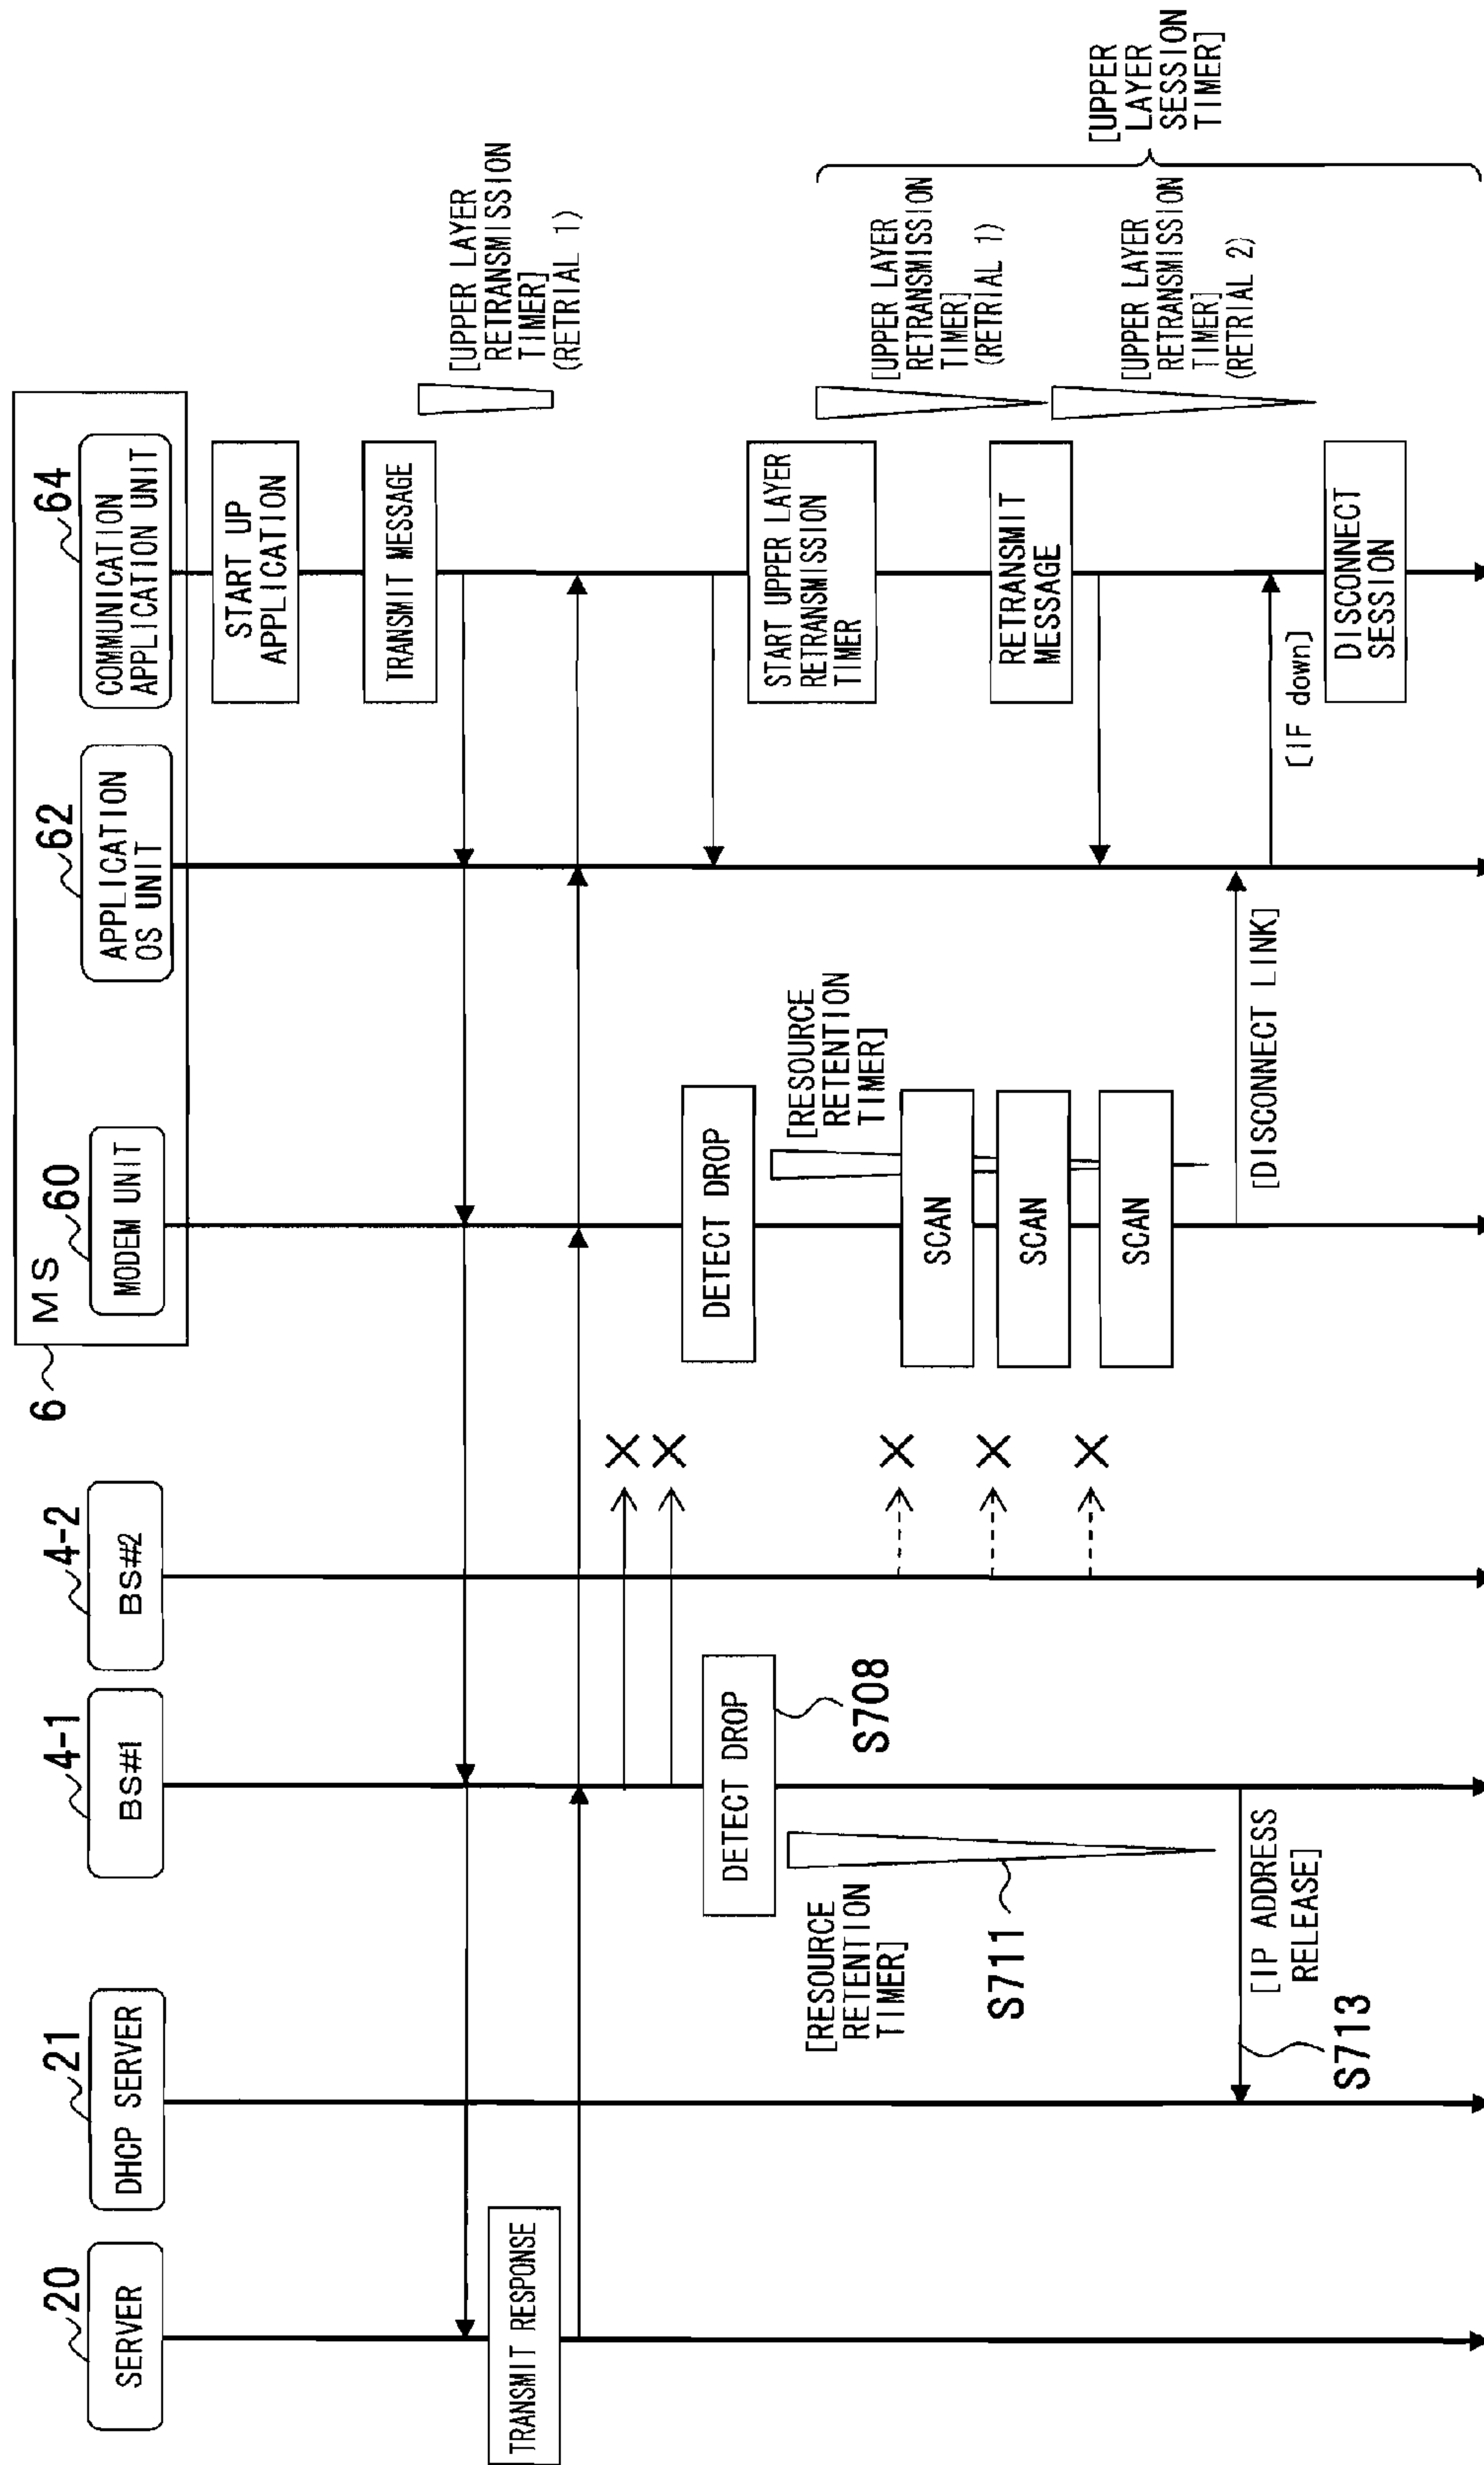 20
SERVER
21
DHCP SERVER
4-1
BS#1
4-2
BS#2
6
MS
60
MODEM UNIT
62
APPLICATION
OS UNIT
64
COMMUNICATION
APPLICATION UNIT
START UP
APPLICATION
TRANSMIT MESSAGE
[UPPER LAYER
RETRANSMISSION
TIMER]
(RETRIAL 1)
TRANSMIT RESPONSE
DETECT DROP
S708
DETECT DROP
START UPPER LAYER
RETRANSMISSION
TIMER
[RESOURCE
RETENTION
TIMER]
S711
[RESOURCE
RETENTION
TIMER]
[UPPER LAYER
RETRANSMISSION
TIMER]
(RETRIAL 1)
SCAN
SCAN
SCAN
RETRANSMIT
MESSAGE
[UPPER LAYER
RETRANSMISSION
TIMER]
(RETRIAL 2)
[UPPER
LAYER
SESSION
TIMER]
[IP ADDRESS
RELEASE]
S713
[DISCONNECT LINK]
[IF down]
DISCONNECT
SESSION